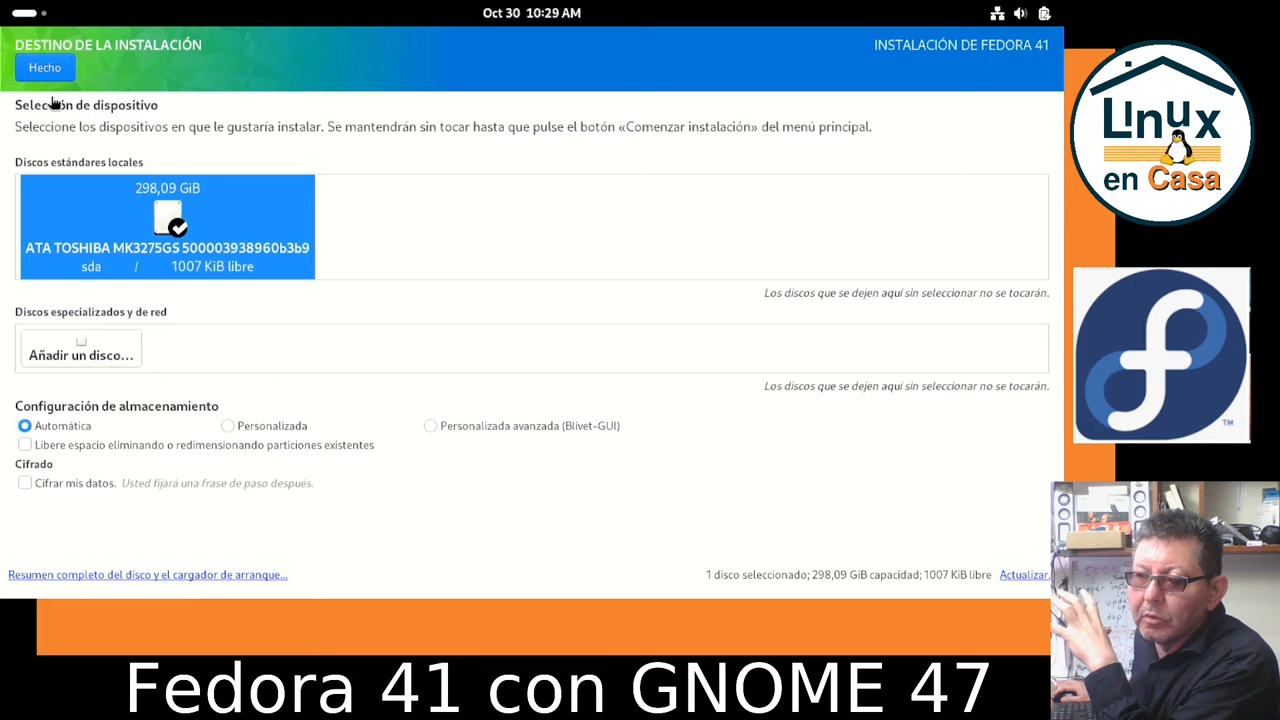 Oct 30 10:29 AM
DESTINO DE LA INSTALACIÓN
INSTALACIÓN DE FEDORA 41
Hecho
Selección de dispositivo
Seleccione los dispositivos en que le gustaría instalar. Se mantendrán sin tocar hasta que pulse el botón «Comenzar instalación» del menú principal.
Discos estándares locales
298,09 GiB
ATA TOSHIBA MK3275GS 500003938960b3b9
sda / 1007 KiB libre
Los discos que se dejen aquí sin seleccionar no se tocarán.
Discos especializados y de red
Añadir un disco...
Los discos que se dejen aquí sin seleccionar no se tocarán.
Configuración de almacenamiento
Automática Personalizada Personalizada avanzada (Blivet-GUI)
Libere espacio eliminando o redimensionando particiones existentes
Cifrado
Cifrar mis datos. Usted fijará una frase de paso después.
Resumen completo del disco y el cargador de arranque...
1 disco seleccionado; 298,09 GiB capacidad; 1007 KiB libre Actualizar.
Linux
en Casa
TM
Fedora 41 con GNOME 47